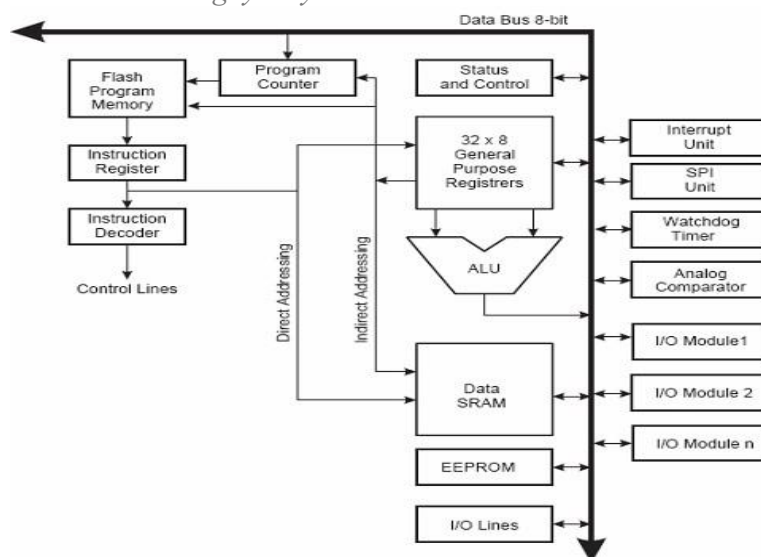 Data Bus 8-bit
Flash
Program
Memory
Program
Counter
Status
and Control
Instruction
Register
32 x 8
General
Purpose
Registrers
Interrupt
Unit
SPI
Unit
Instruction
Decoder
Watchdog
Timer
ALU
Control Lines
Analog
Comparator
Direct Addressing
Indirect Addressing
I/O Module1
Data
SRAM
I/O Module 2
I/O Module n
EEPROM
I/O Lines